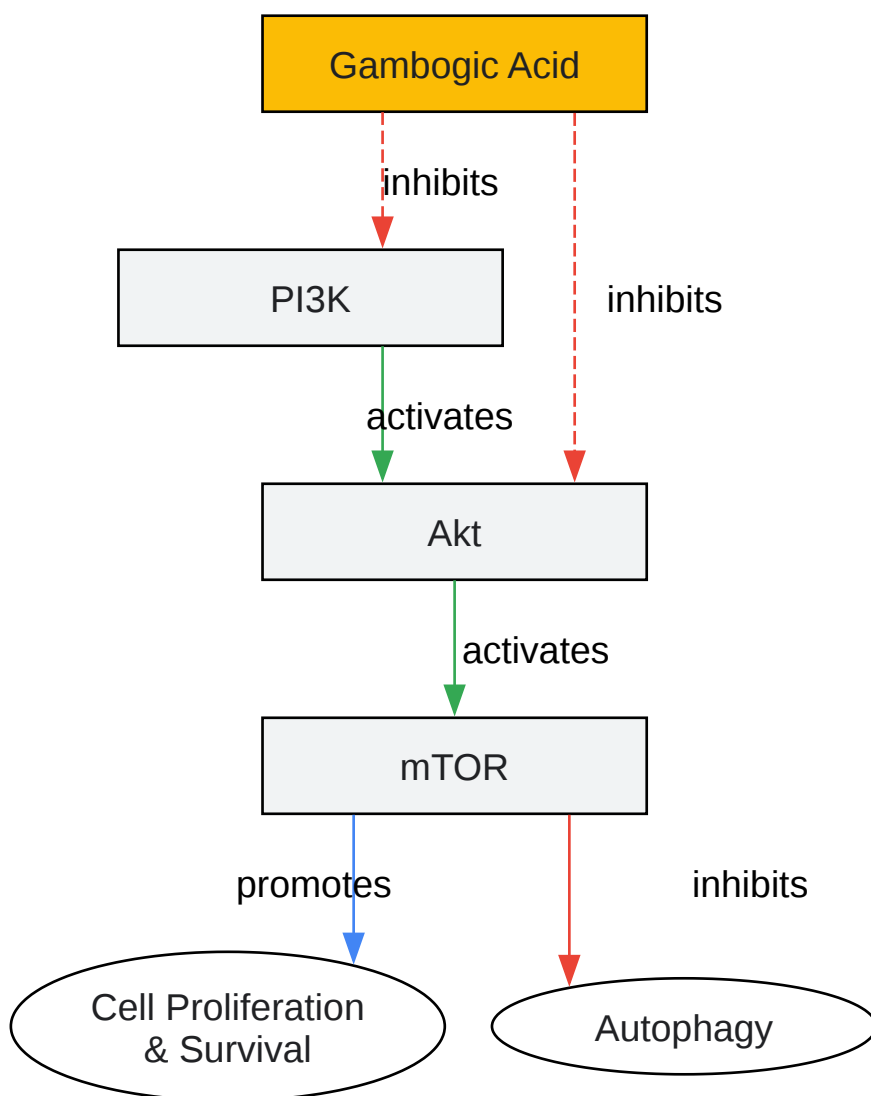 Gambogic Acid
inhibits
PI3K
inhibits
activates
Akt
activates
mTOR
promotes
inhibits
Cell Proliferation
& Survival
Autophagy